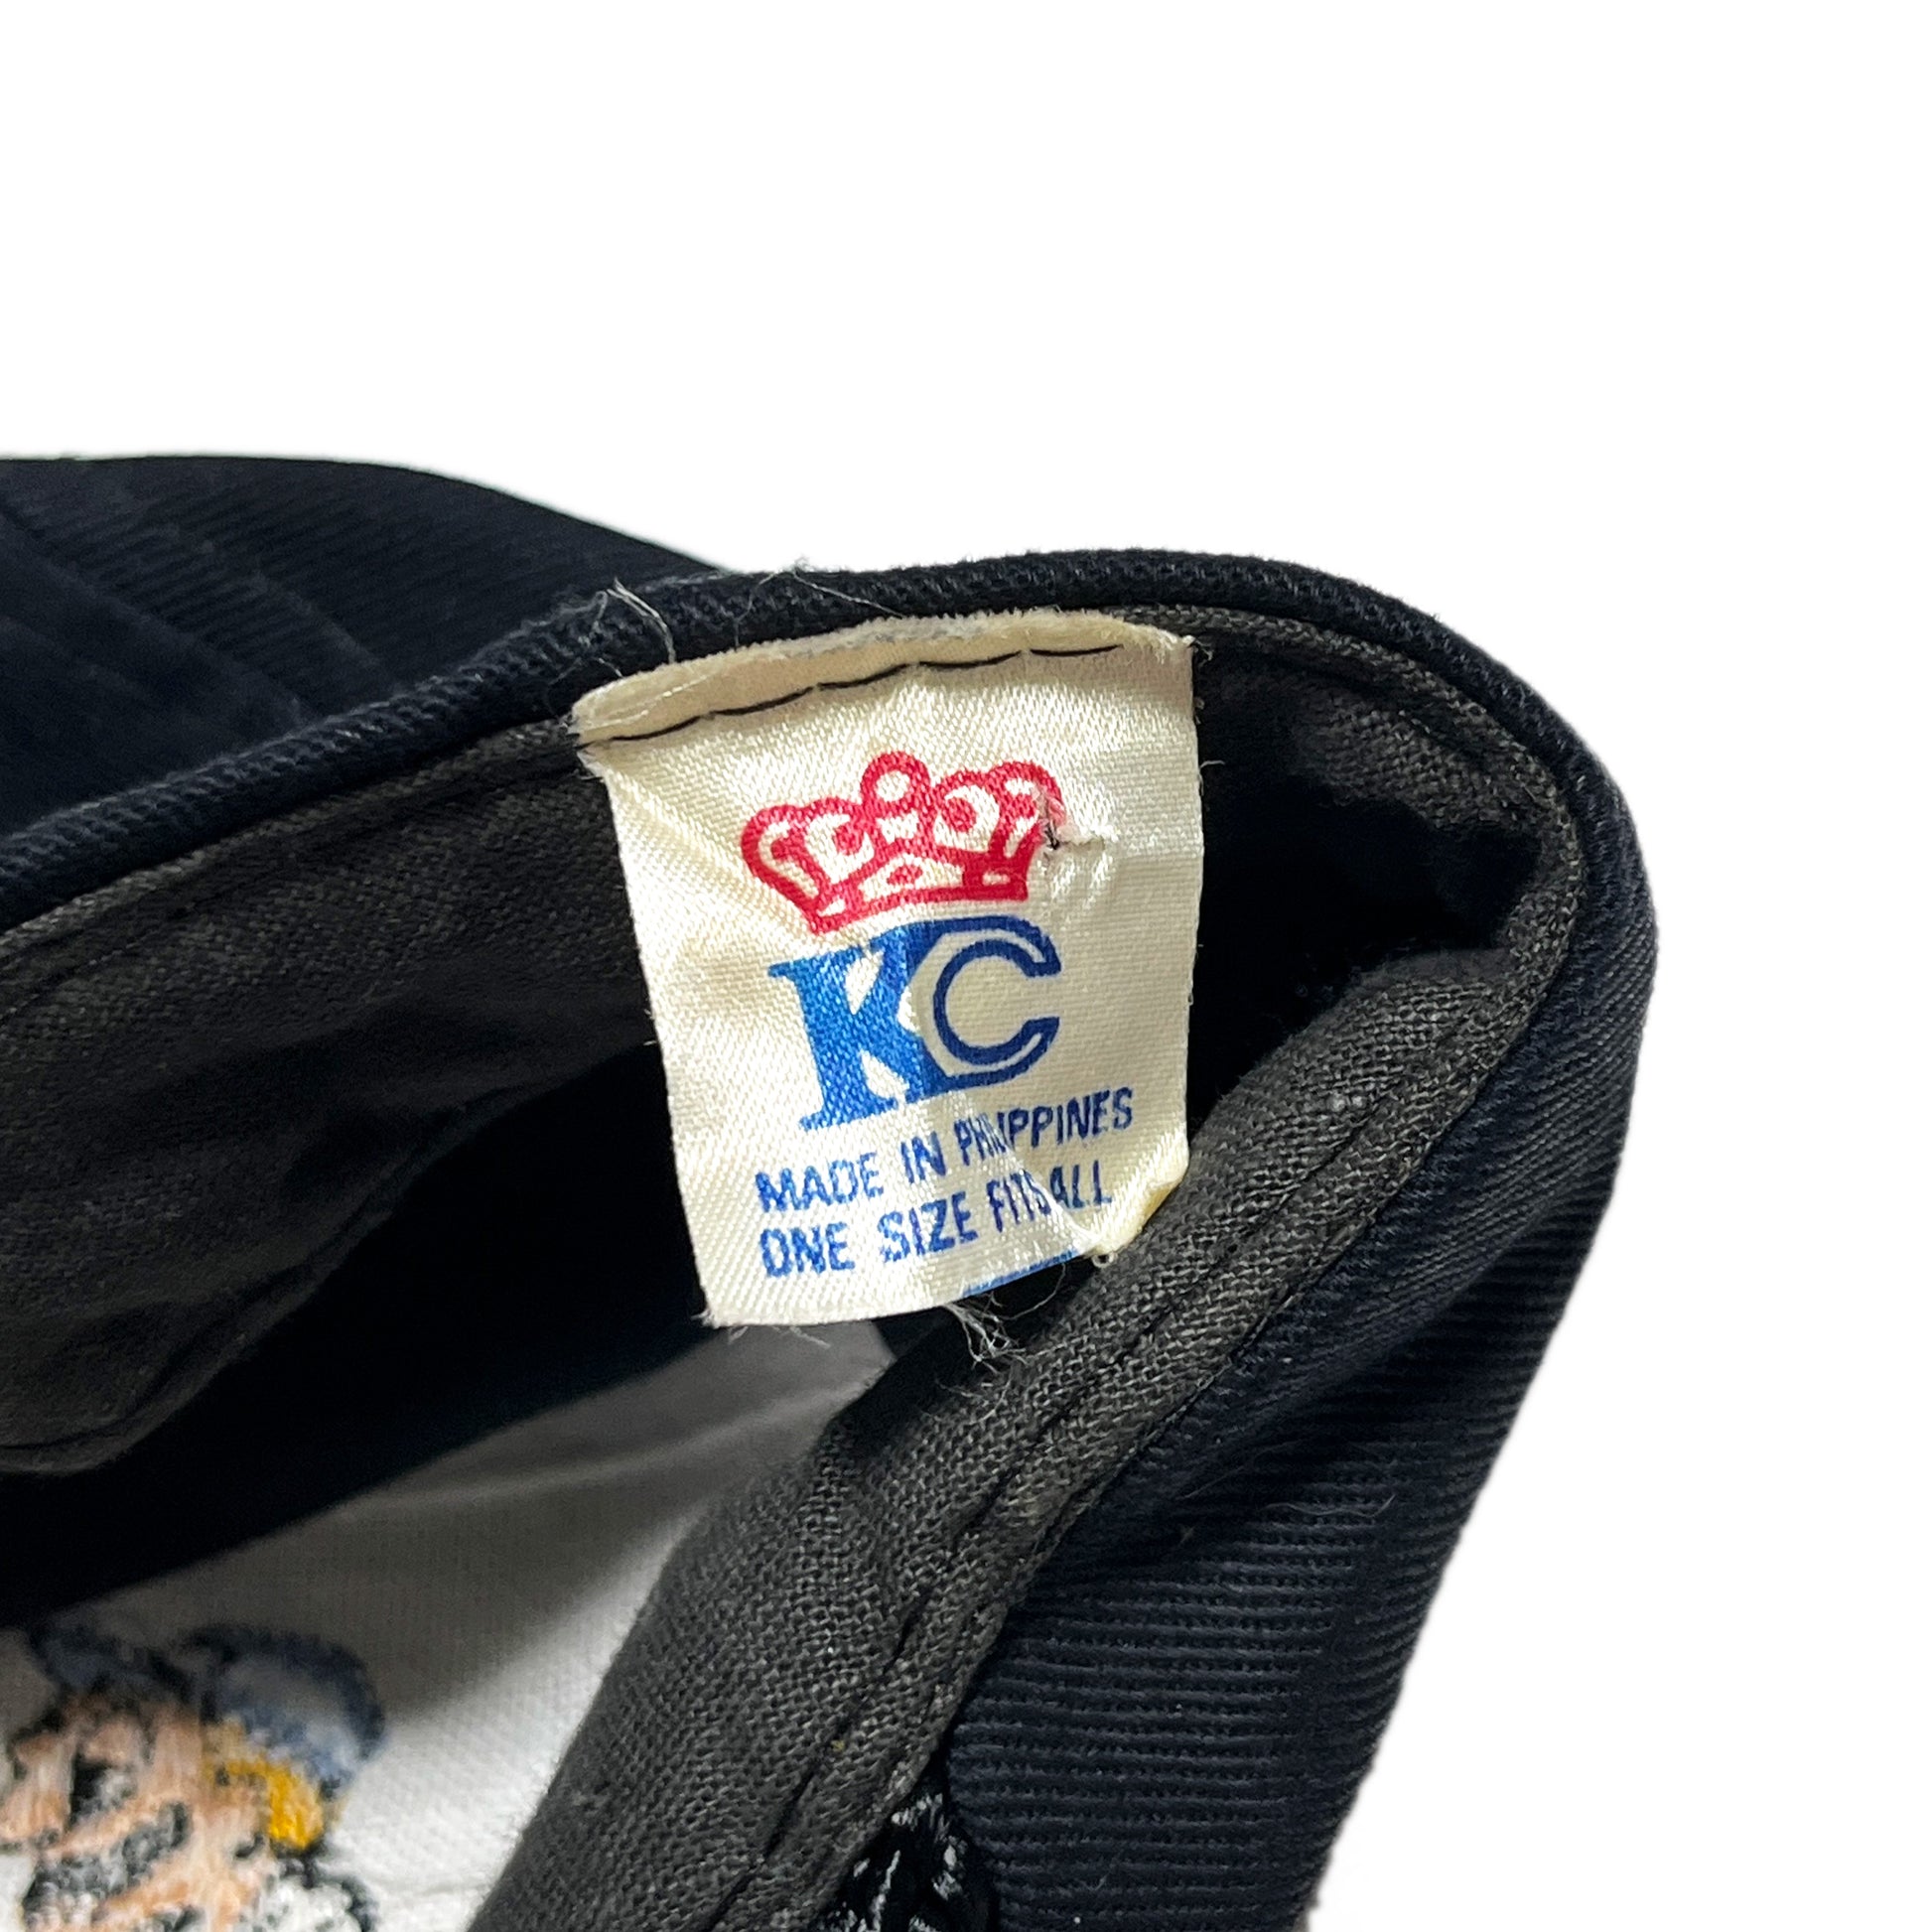 KC
MADE IN PHILIPPINES
ONE SIZE FITS ALL